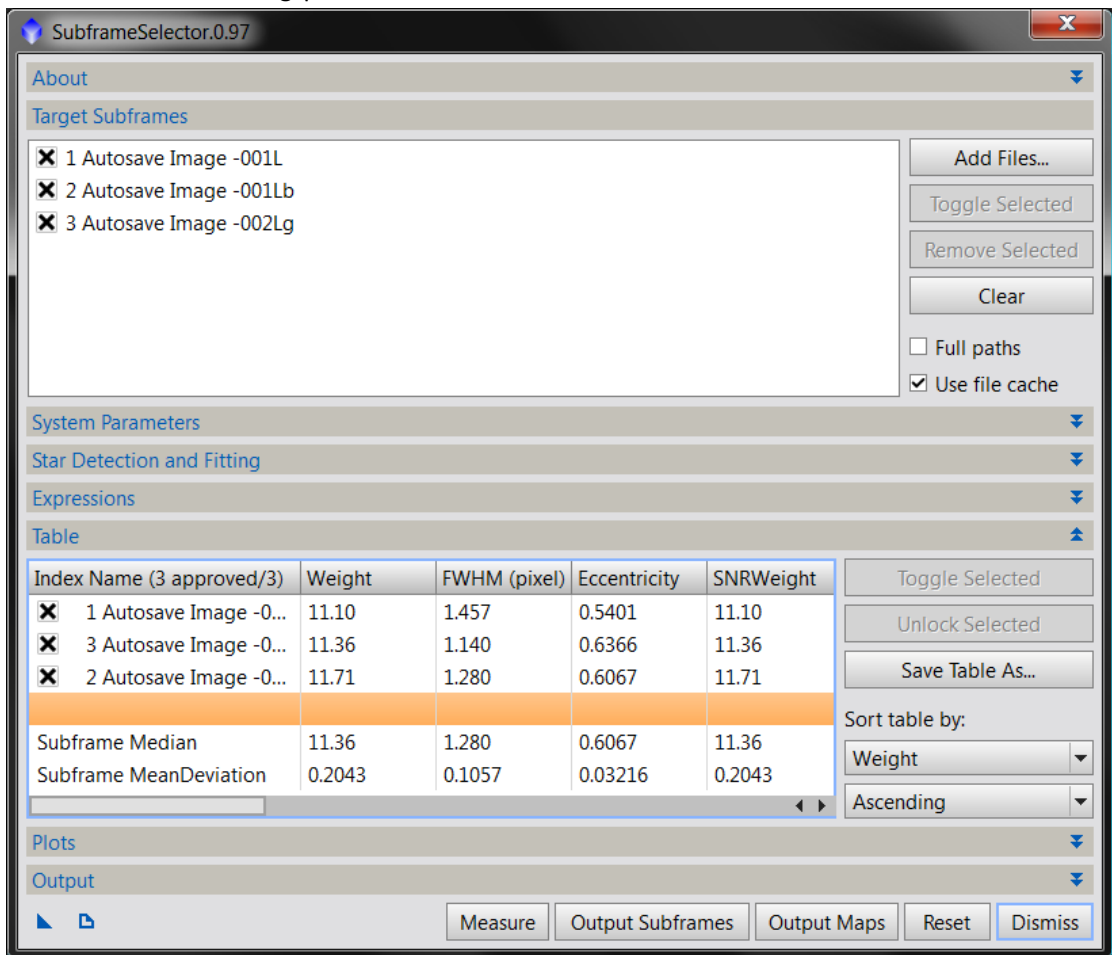 SubframeSelector.0.97
X
About
Target Subframes
1 Autosave Image -001L
2 Autosave Image -001Lb
3 Autosave Image -002Lg
Add Files...
Toggle Selected
Remove Selected
Clear
Full paths
Use file cache
System Parameters
Star Detection and Fitting
Expressions
Table
Index Name (3 approved/3) Weight FWHM (pixel) Eccentricity SNRWeight
1 Autosave Image -0... 11.10 1.457 0.5401 11.10
3 Autosave Image -0... 11.36 1.140 0.6366 11.36
2 Autosave Image -0... 11.71 1.280 0.6067 11.71
Subframe Median 11.36 1.280 0.6067 11.36
Subframe MeanDeviation 0.2043 0.1057 0.03216 0.2043
Toggle Selected
Unlock Selected
Save Table As...
Sort table by:
Weight
Ascending
Plots
Output
Measure Output Subframes Output Maps Reset Dismiss